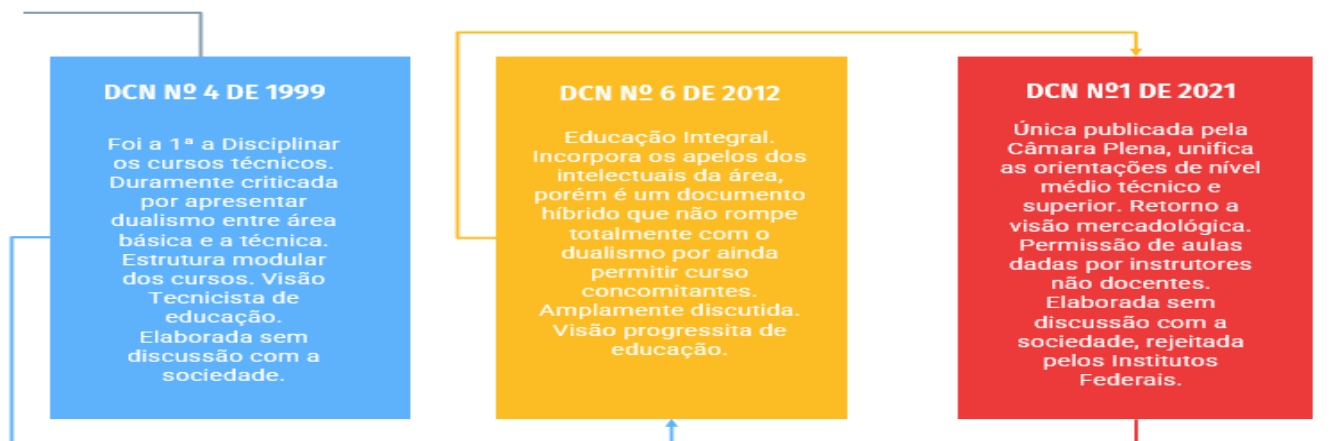 DCN Nº 4 DE 1999
Foi a 1ª a Disciplinar
os cursos técnicos.
Duramente criticada
por apresentar
dualismo entre área
básica e a técnica.
Estrutura modular
dos cursos. Visão
Tecnicista de
educação.
Elaborada sem
discussão com a
sociedade.
DCN Nº 6 DE 2012
Educação Integral.
Incorpora os apelos dos
intelectuais da área,
porém é um documento
híbrido que não rompe
totalmente com o
dualismo por ainda
permitir curso
concomitantes.
Amplamente discutida.
Visão progressita de
educação.
DCN Nº1 DE 2021
Única publicada pela
Câmara Plena, unifica
as orientações de nível
médio técnico e
superior. Retorno a
visão mercadológica.
Permissão de aulas
dadas por instrutores
não docentes.
Elaborada sem
discussão com a
sociedade, rejeitada
pelos Institutos
Federais.